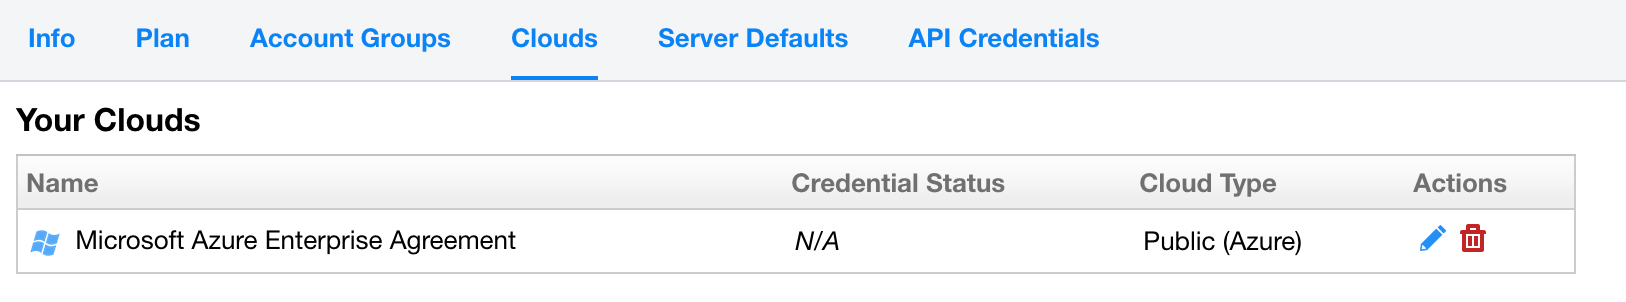 Info Plan Account Groups Clouds Server Defaults API Credentials
Your Clouds
Name Credential Status Cloud Type Actions
Microsoft Azure Enterprise Agreement N/A Public (Azure)